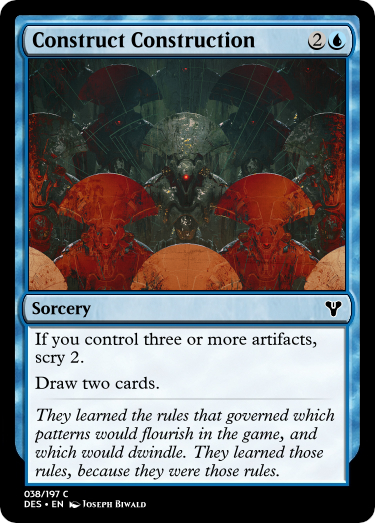 Construct Construction 2
Sorcery
If you control three or more artifacts,
scry 2.
Draw two cards.
They learned the rules that governed which
patterns would flourish in the game, and
which would dwindle. They learned those
rules, because they were those rules.
038/197 C
DES • EN Joseph Biwald